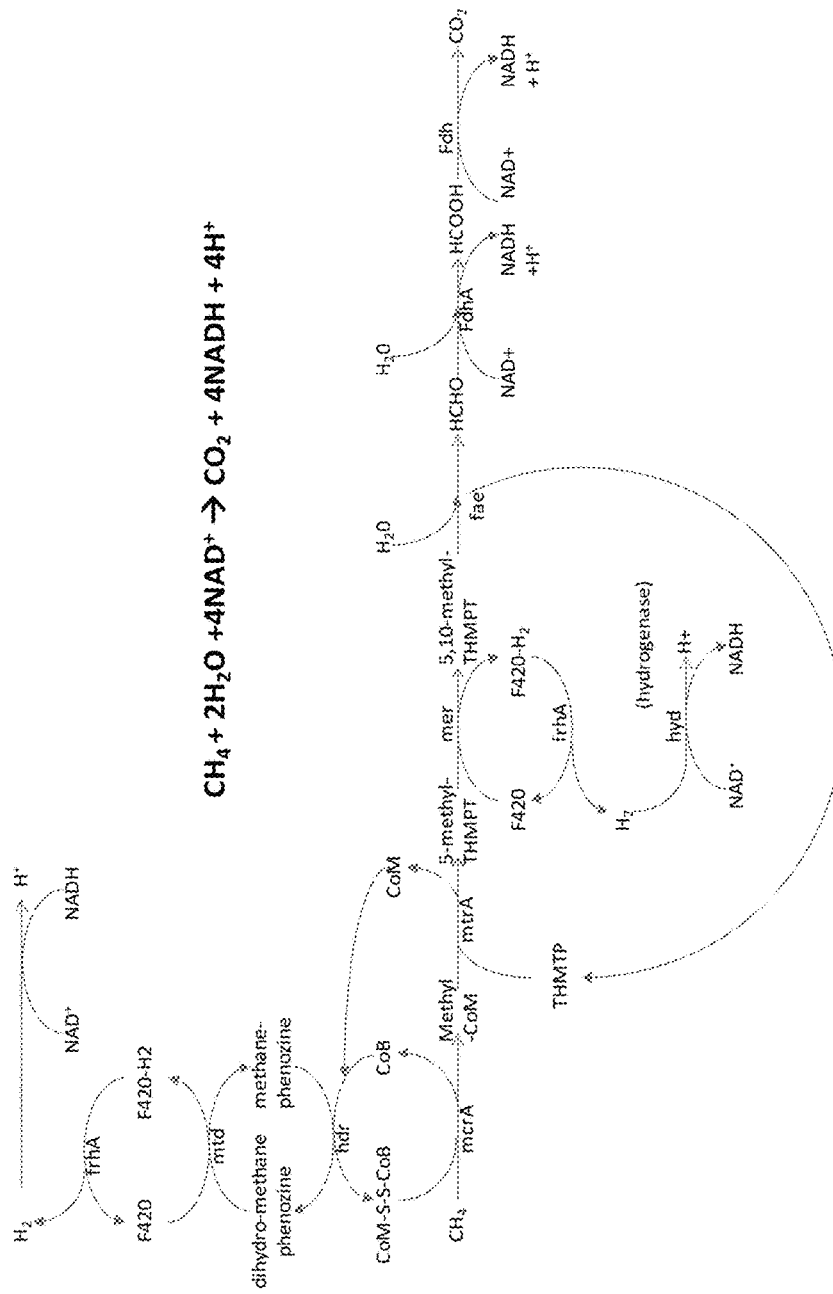 H₂
H⁺
frhA
NAD⁺
NADH
F420
F420-H2
mtd
dihydro-methane
phenozine
methane-
phenozine
hdr
CoM-S-S-CoB
CoB
CoM
CH₄
mcrA
Methyl
-CoM
mtrA
THMTP
5-methyl-
THMPT
mer
5,10-methyl-
THMPT
F420
F420-H₂
frhA
H₂
(hydrogenase)
hyd
H+
NAD⁺
NADH
CH₄ + 2H₂O +4NAD⁺ → CO₂ + 4NADH + 4H⁺
H₂O
fae
HCHO
H₂O
FdhA
HCOOH
NAD+
NADH
+H⁺
Fdh
CO₂
NAD+
NADH
+ H⁺